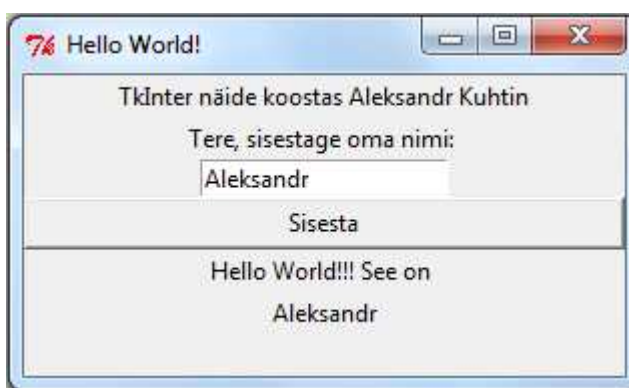 Hello World!
TkInter näide koostas Aleksandr Kuhtin
Tere, sisestage oma nimi:
Aleksandr
Sisesta
Hello World!!! See on
Aleksandr